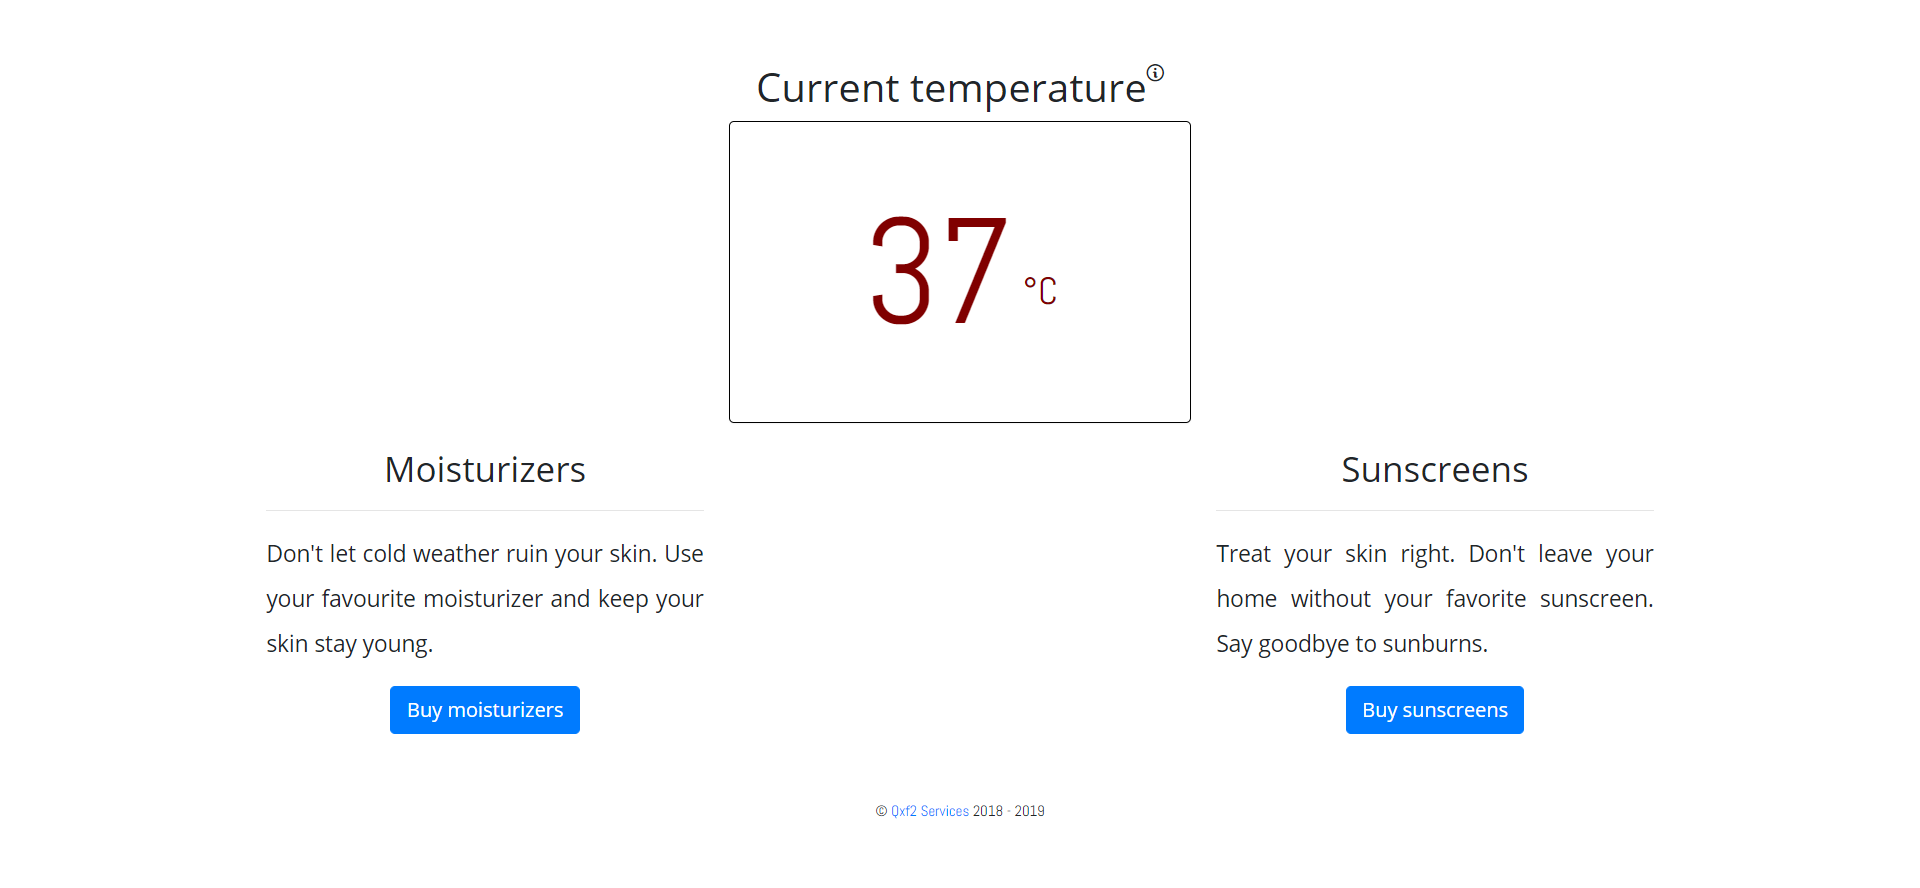 Current temperature
37 °C
Moisturizers
Don't let cold weather ruin your skin. Use
your favourite moisturizer and keep your
skin stay young.
Buy moisturizers
Sunscreens
Treat your skin right. Don't leave your
home without your favorite sunscreen.
Say goodbye to sunburns.
Buy sunscreens
© Qxf2 Services 2018 - 2019